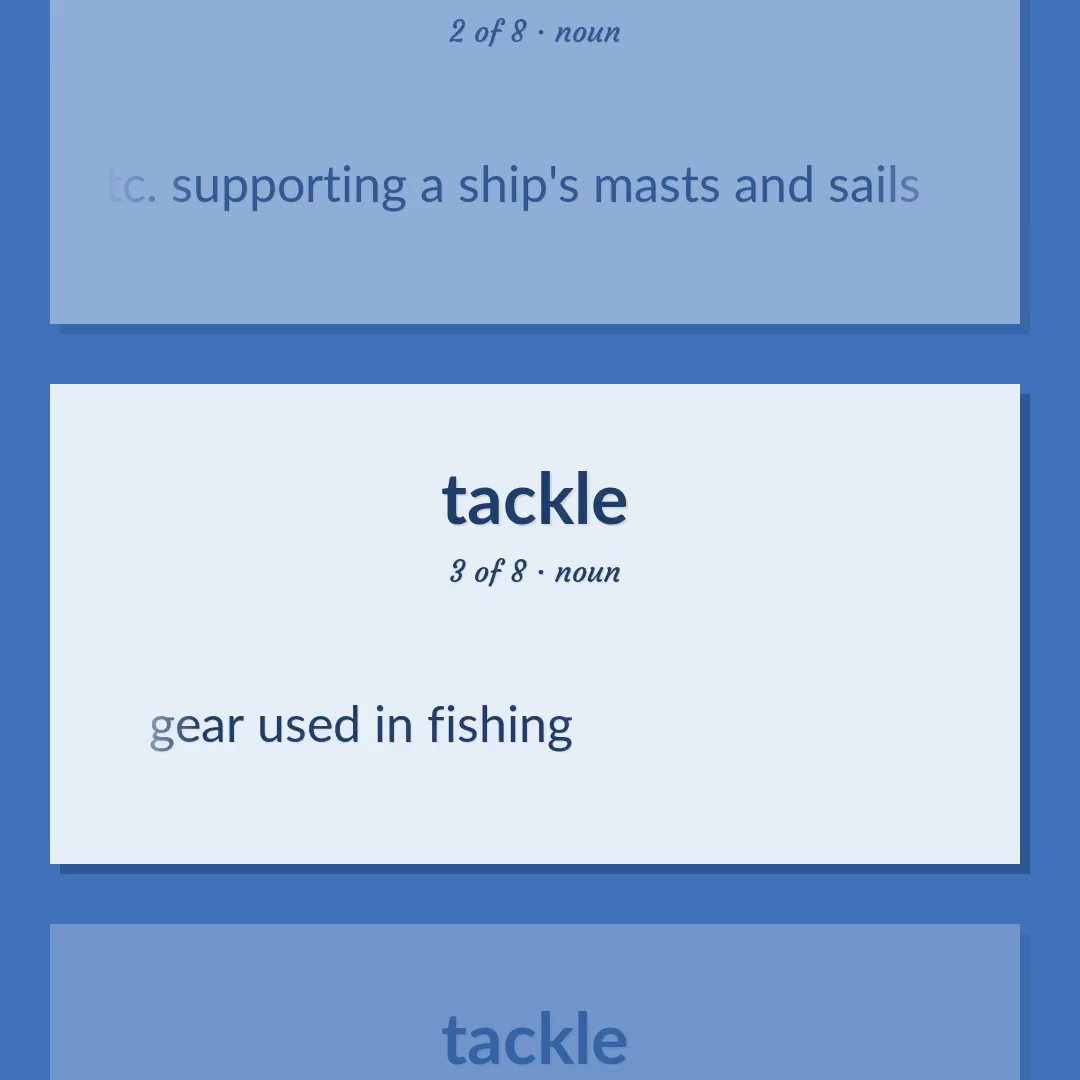 2 of 8 · noun
tc. supporting a ship's masts and sails
tackle
3 of 8 · noun
gear used in fishing
tackle